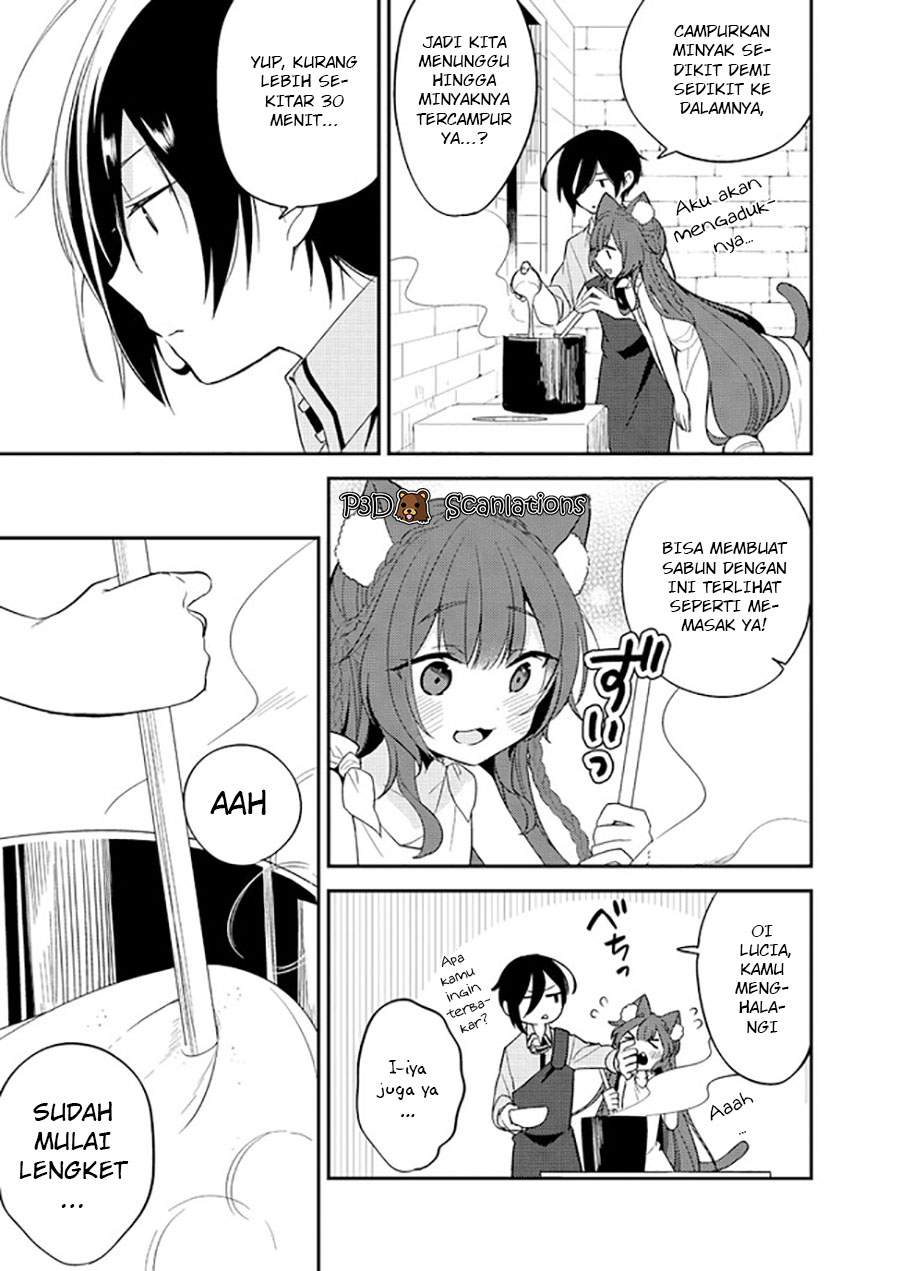 CAMPURKAN
MINYAK SE-
DIKIT DEMI
SEDIKIT KE
DALAMNYA,
Aku akan
mengaduk-
nya...
JADI KITA
MENUNGGU
HINGGA
MINYAKNYA
TERCAMPUR
YA...?
YUP, KURANG
LEBIH SE-
KITAR 30
MENIT...
P3D Scanlations
BISA MEMBUAT
SABUN DENGAN
INI TERLIHAT
SEPERTI ME-
MASAK YA!
ずいっ
OI
LUCIA,
KAMU
MENG-
HALA-
NGI
べちっ
Aaah
...
Apa
kamu
ingin
terba-
kar?
I-iya
juga ya
...
AAH
SUDAH
MULAI
LENGKET
...